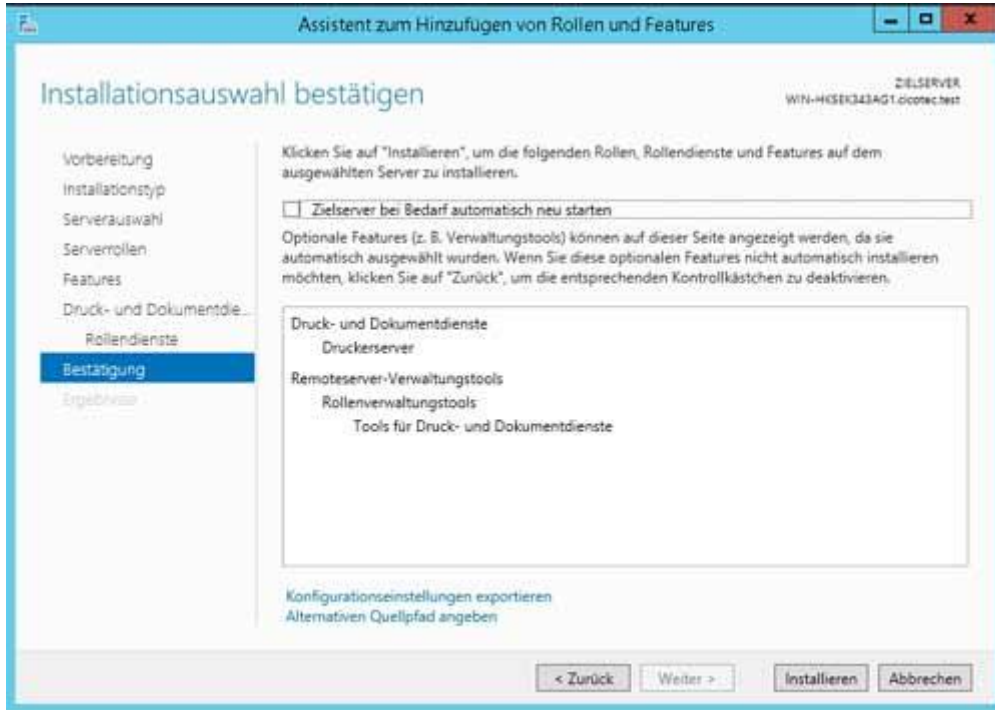 Assistent zum Hinzufügen von Rollen und Features
Installationsauswahl bestätigen
ZIELSERVER
Vorbereitung
Installationstyp
Serverauswahl
Serverrollen
Features
Druck- und Dokumentdie...
Rollendienste
Bestätigung
Ergebnisse
Klicken Sie auf "Installieren", um die folgenden Rollen, Rollendienste und Features auf dem
ausgewählten Server zu installieren.
Zielserver bei Bedarf automatisch neu starten
Optionale Features (z. B. Verwaltungstools) können auf dieser Seite angezeigt werden, da sie
automatisch ausgewählt wurden. Wenn Sie diese optionalen Features nicht automatisch installieren
möchten, klicken Sie auf "Zurück", um die entsprechenden Kontrollkästchen zu deaktivieren.
Druck- und Dokumentdienste
Druckerserver
Remoteserver-Verwaltungstools
Rollenverwaltungstools
Tools für Druck- und Dokumentdienste
Konfigurationseinstellungen exportieren
Alternativen Quellpfad angeben
< Zurück
Weiter >
Installieren
Abbrechen